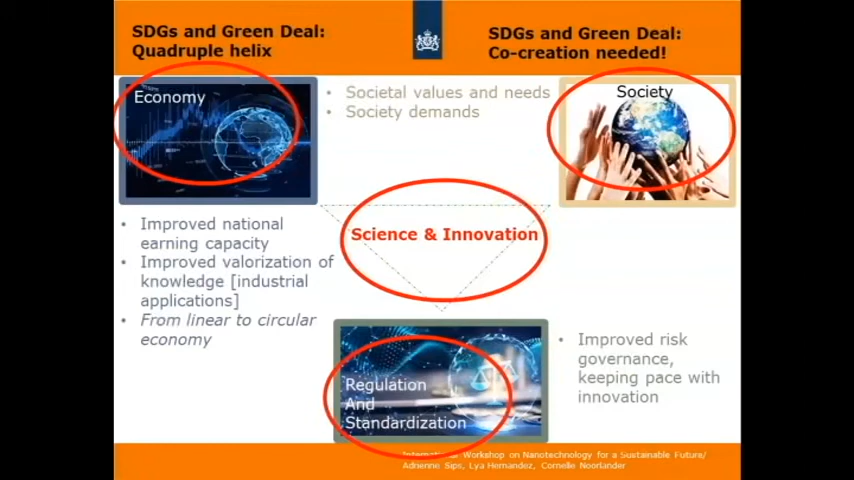 SDGs and Green Deal:
Quadruple helix
SDGs and Green Deal:
Co-creation needed!
Economy
• Societal values and needs
• Society demands
Society
• Improved national
earning capacity
• Improved valorization of
knowledge [industrial
applications]
• From linear to circular
economy
Science & Innovation
Regulation
And
Standardization
• Improved risk
governance,
keeping pace with
innovation
International Workshop on Nanotechnology for a Sustainable Future/
Adrienne Sips, Lya Hernandez, Cornelle Noorlander